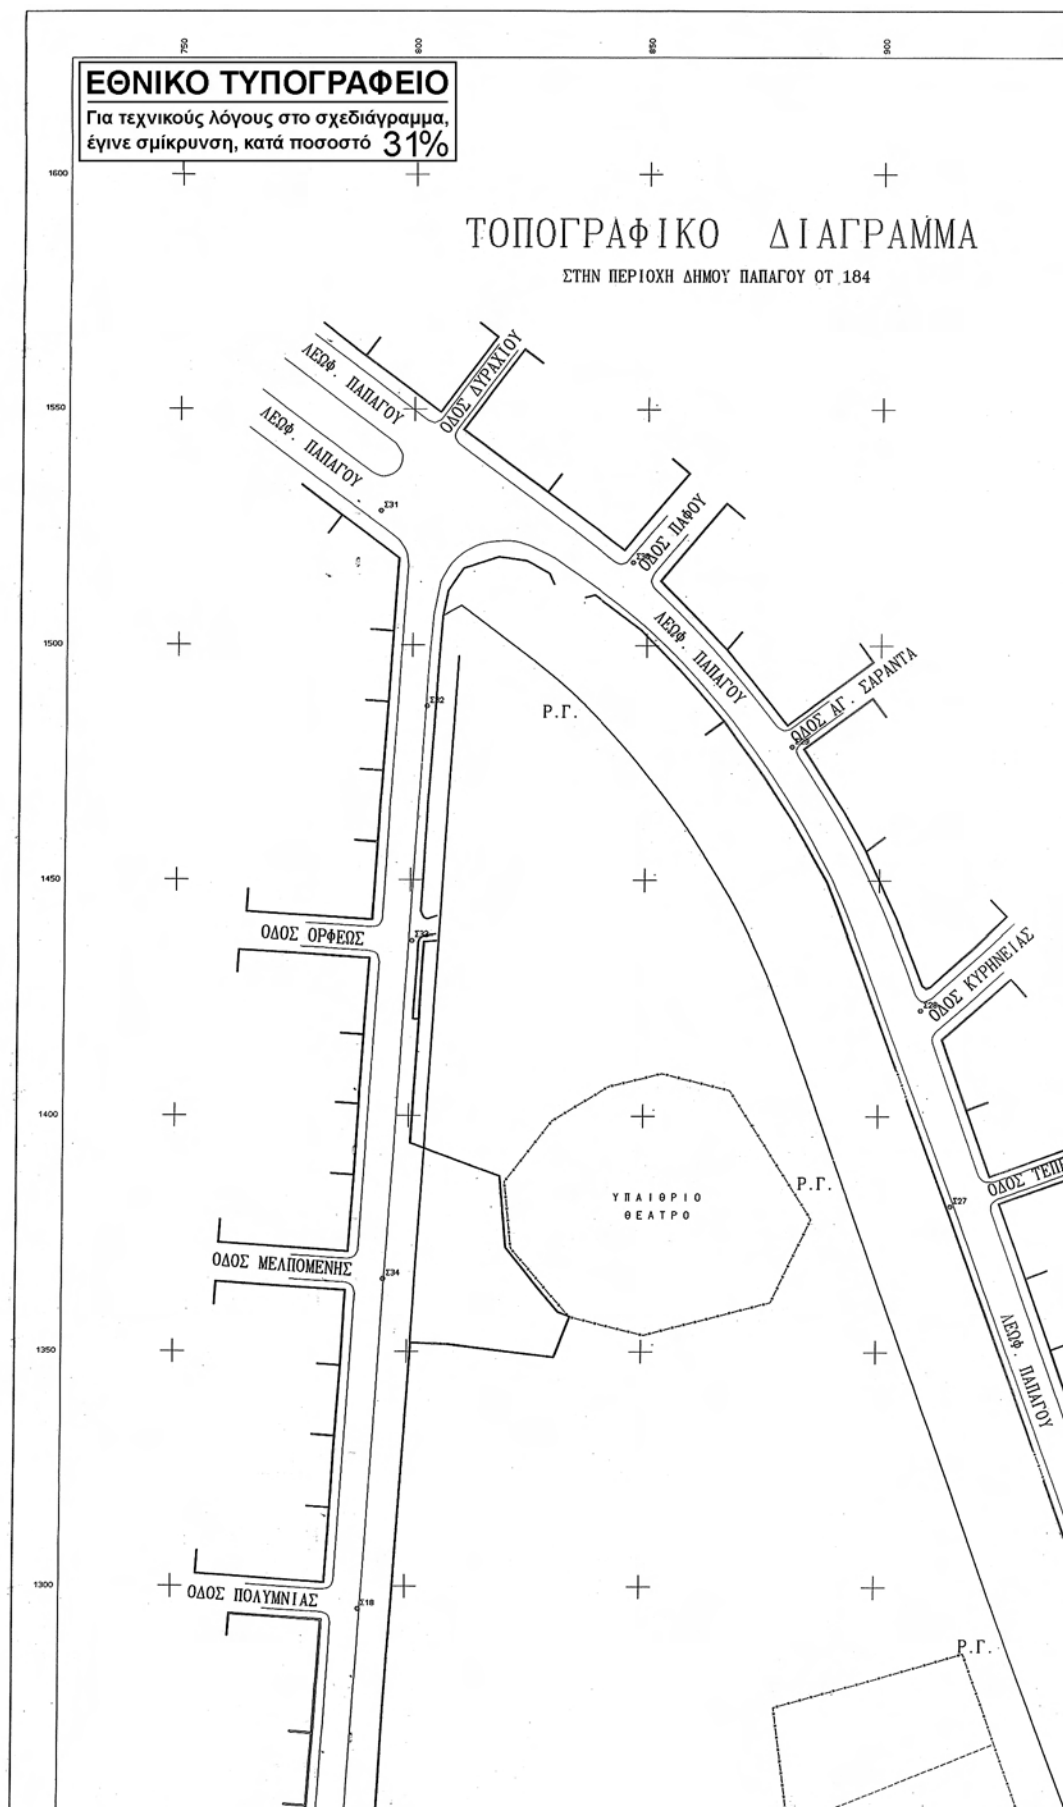 750
800
850
900
ΕΘΝΙΚΟ ΤΥΠΟΓΡΑΦΕΙΟ
Για τεχνικούς λόγους στο σχεδιάγραμμα,
έγινε σμίκρυνση, κατά ποσοστό 31%
1600
ΤΟΠΟΓΡΑΦΙΚΟ ΔΙΑΓΡΑΜΜΑ
ΣΤΗΝ ΠΕΡΙΟΧΗ ΔΗΜΟΥ ΠΑΠΑΓΟΥ ΟΤ 184
ΛΕΩΦ. ΠΑΠΑΓΟΥ
ΟΔΟΣ ΔΥΡΑΧΙΟΥ
1550
ΛΕΩΦ. ΠΑΠΑΓΟΥ
Σ31
ΟΔΟΣ ΠΑΦΟΥ
1500
ΛΕΩΦ. ΠΑΠΑΓΟΥ
ΟΔΟΣ ΑΓ. ΣΑΡΑΝΤΑ
Σ32
Ρ.Γ.
1450
ΟΔΟΣ ΟΡΦΕΩΣ
Σ33
ΟΔΟΣ ΚΥΡΗΝΕΙΑΣ
Σ28
1400
ΟΔΟΣ ΤΕΠΕ
Ρ.Γ.
ΥΠΑΙΘΡΙΟ
ΘΕΑΤΡΟ
Σ27
ΟΔΟΣ ΜΕΛΠΟΜΕΝΗΣ
Σ34
1350
ΛΕΩΦ. ΠΑΠΑΓΟΥ
1300
ΟΔΟΣ ΠΟΛΥΜΝΙΑΣ
Σ18
Ρ.Γ.